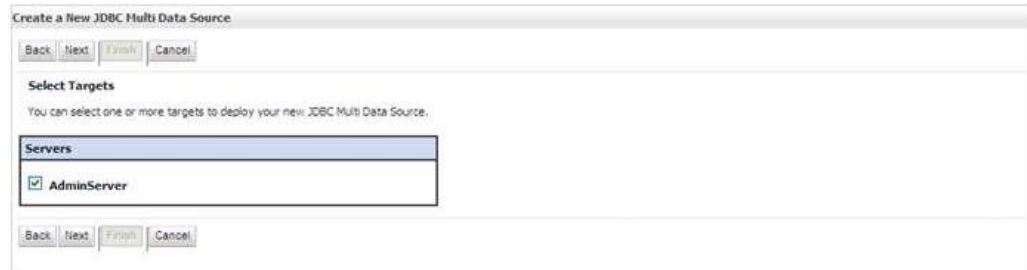 Create a New JDBC Multi Data Source
Back Next Finish Cancel
Select Targets
You can select one or more targets to deploy your new JDBC Multi Data Source.
Servers
AdminServer
Back Next Finish Cancel